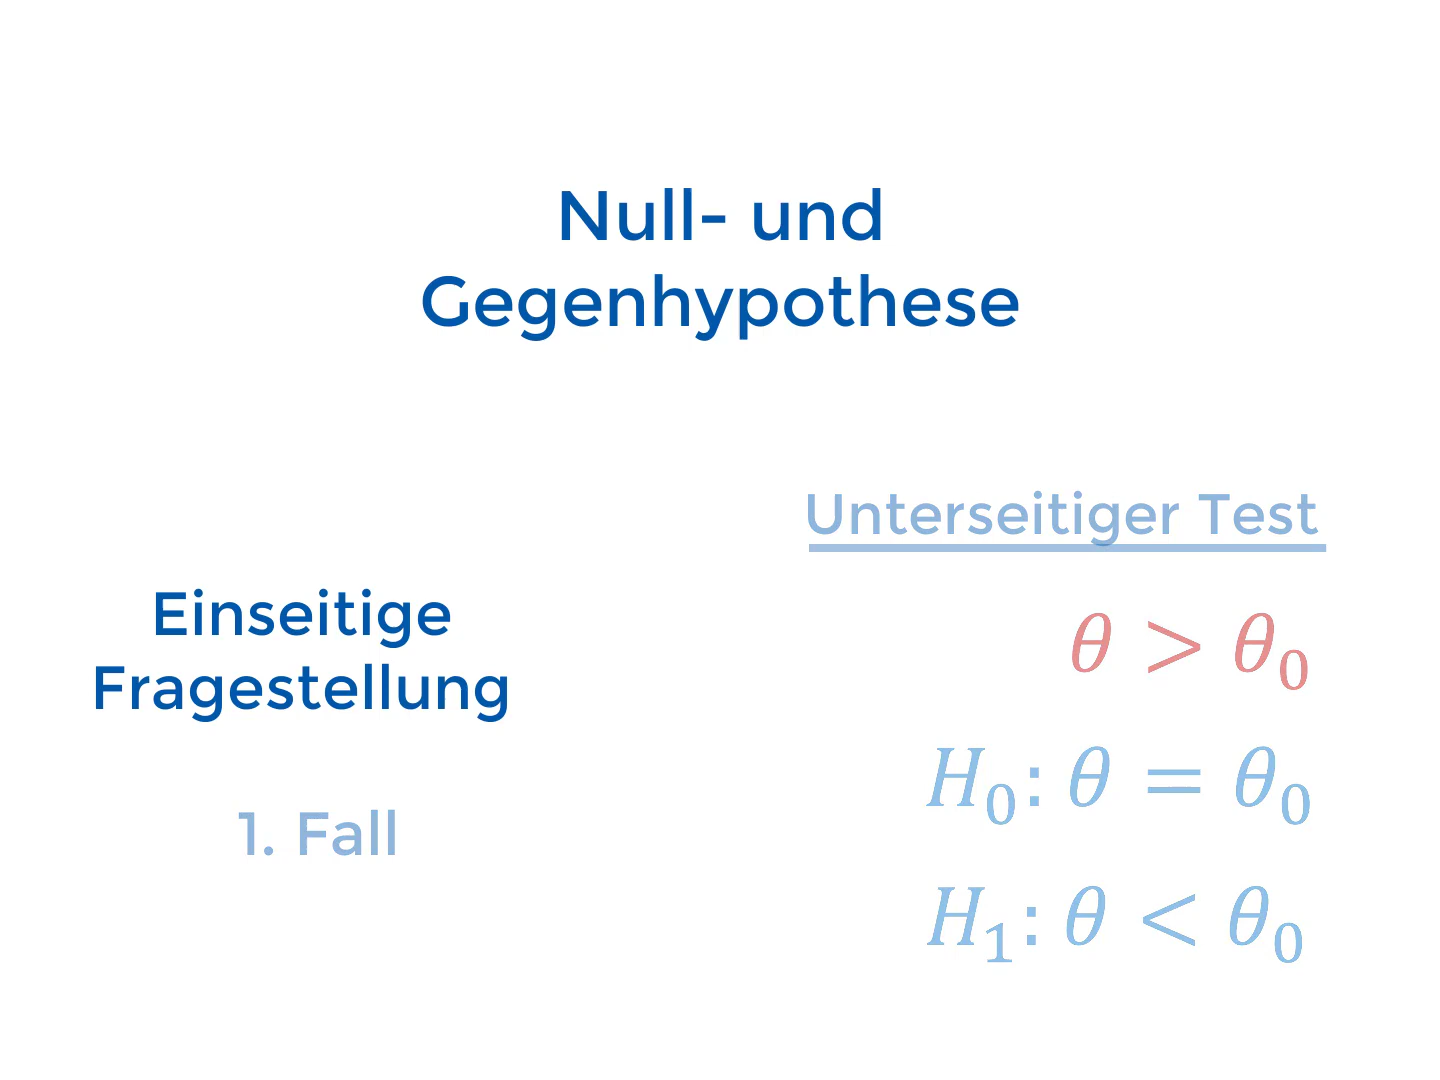 Null- und
Gegenhypothese
Unterseitiger Test
Einseitige
Fragestellung
1. Fall
θ > θ₀
H₀: θ = θ₀
H₁: θ < θ₀